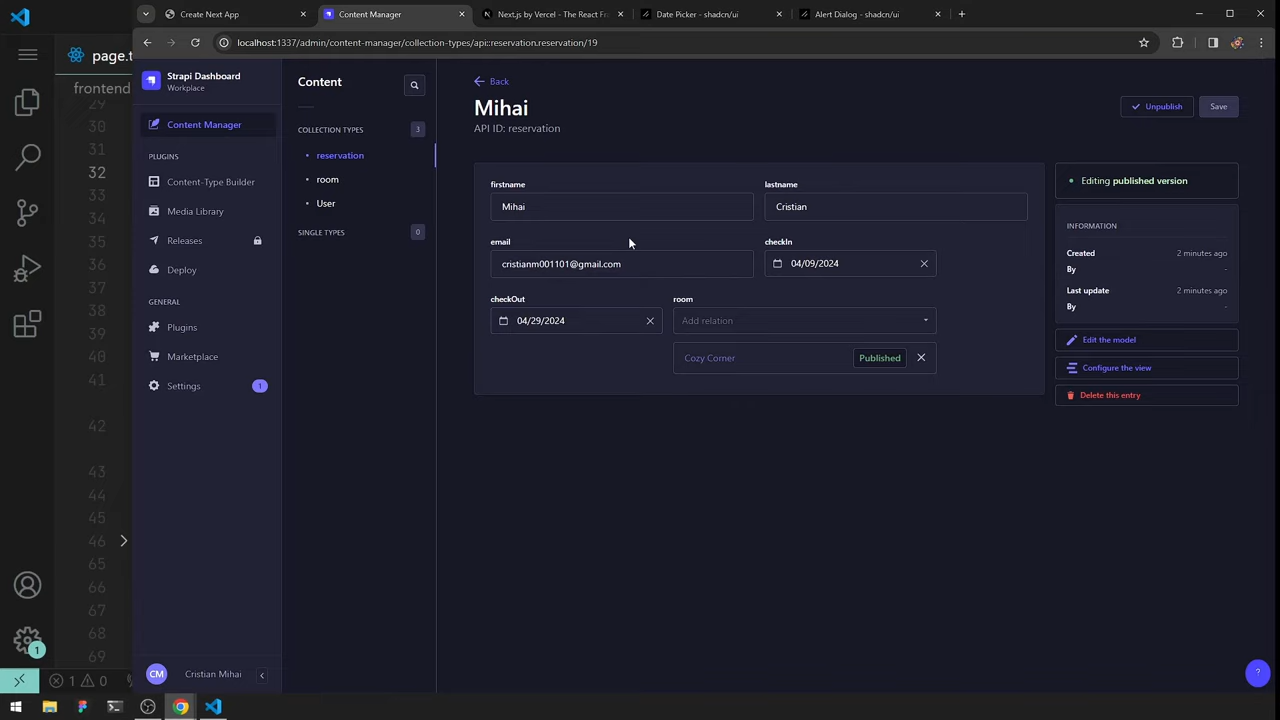 Create Next App
Content Manager
Next.js by Vercel - The React Fr
Date Picker - shadcn/ui
Alert Dialog - shadcn/ui
localhost:1337/admin/content-manager/collection-types/api::reservation.reservation/19
page.t
frontend
29
30
31
32
33
34
35
36
37
38
39
40
41
42
43
44
45
46
64
65
66
67
68
69
1
1 0
Strapi Dashboard
Workplace
Content Manager
PLUGINS
Content-Type Builder
Media Library
Releases
Deploy
GENERAL
Plugins
Marketplace
Settings
1
CM
Cristian Mihai
Content
COLLECTION TYPES
3
reservation
room
User
SINGLE TYPES
0
Back
Mihai
API ID: reservation
Unpublish
Save
firstname
Mihai
lastname
Cristian
email
cristianm001101@gmail.com
checkIn
04/09/2024
checkOut
04/29/2024
room
Add relation
Cozy Corner
Published
Editing published version
INFORMATION
Created
2 minutes ago
By
-
Last update
2 minutes ago
By
-
Edit the model
Configure the view
Delete this entry
?